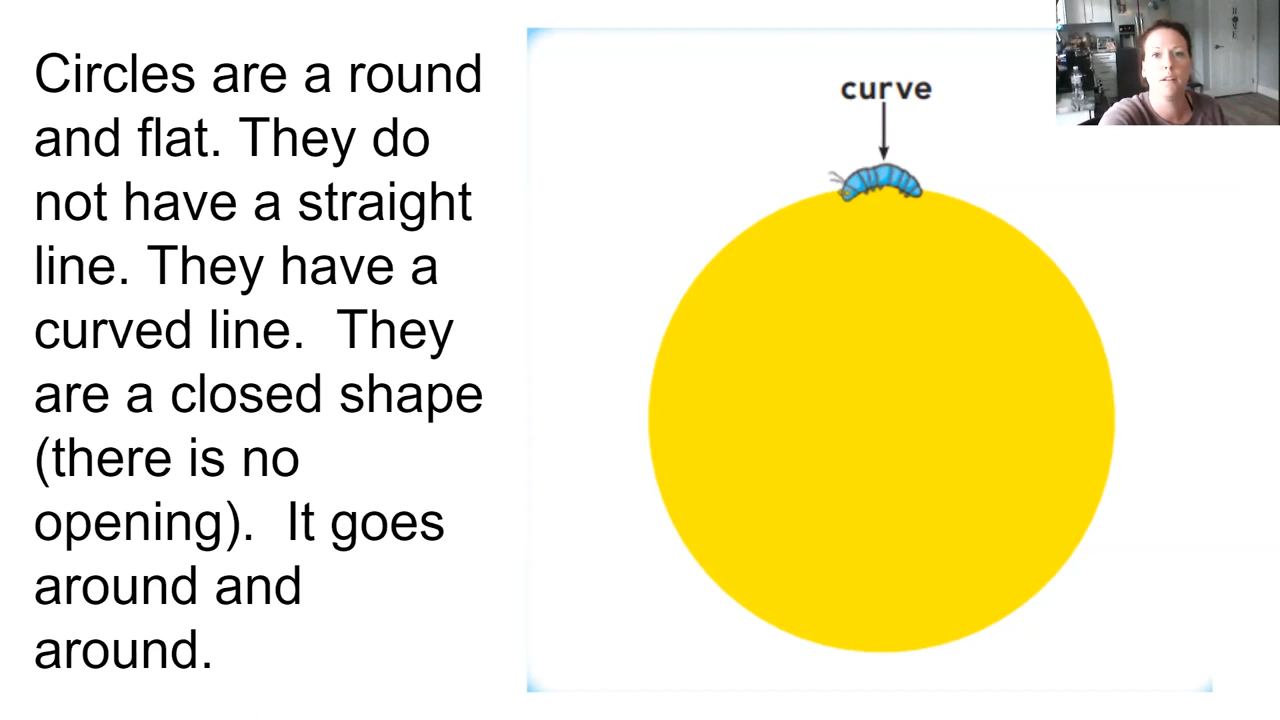 Circles are a round
and flat. They do
not have a straight
line. They have a
curved line.  They
are a closed shape
(there is no
opening).  It goes
around and
around.
curve